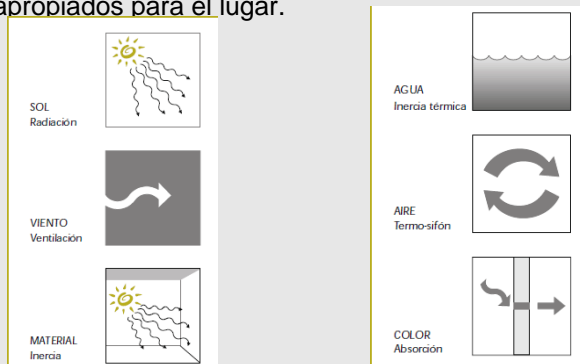 apropiados para el lugar.
SOL
Radiación
VIENTO
Ventilación
MATERIAL
Inercia
AGUA
Inercia térmica
AIRE
Termo-sifón
COLOR
Absorción